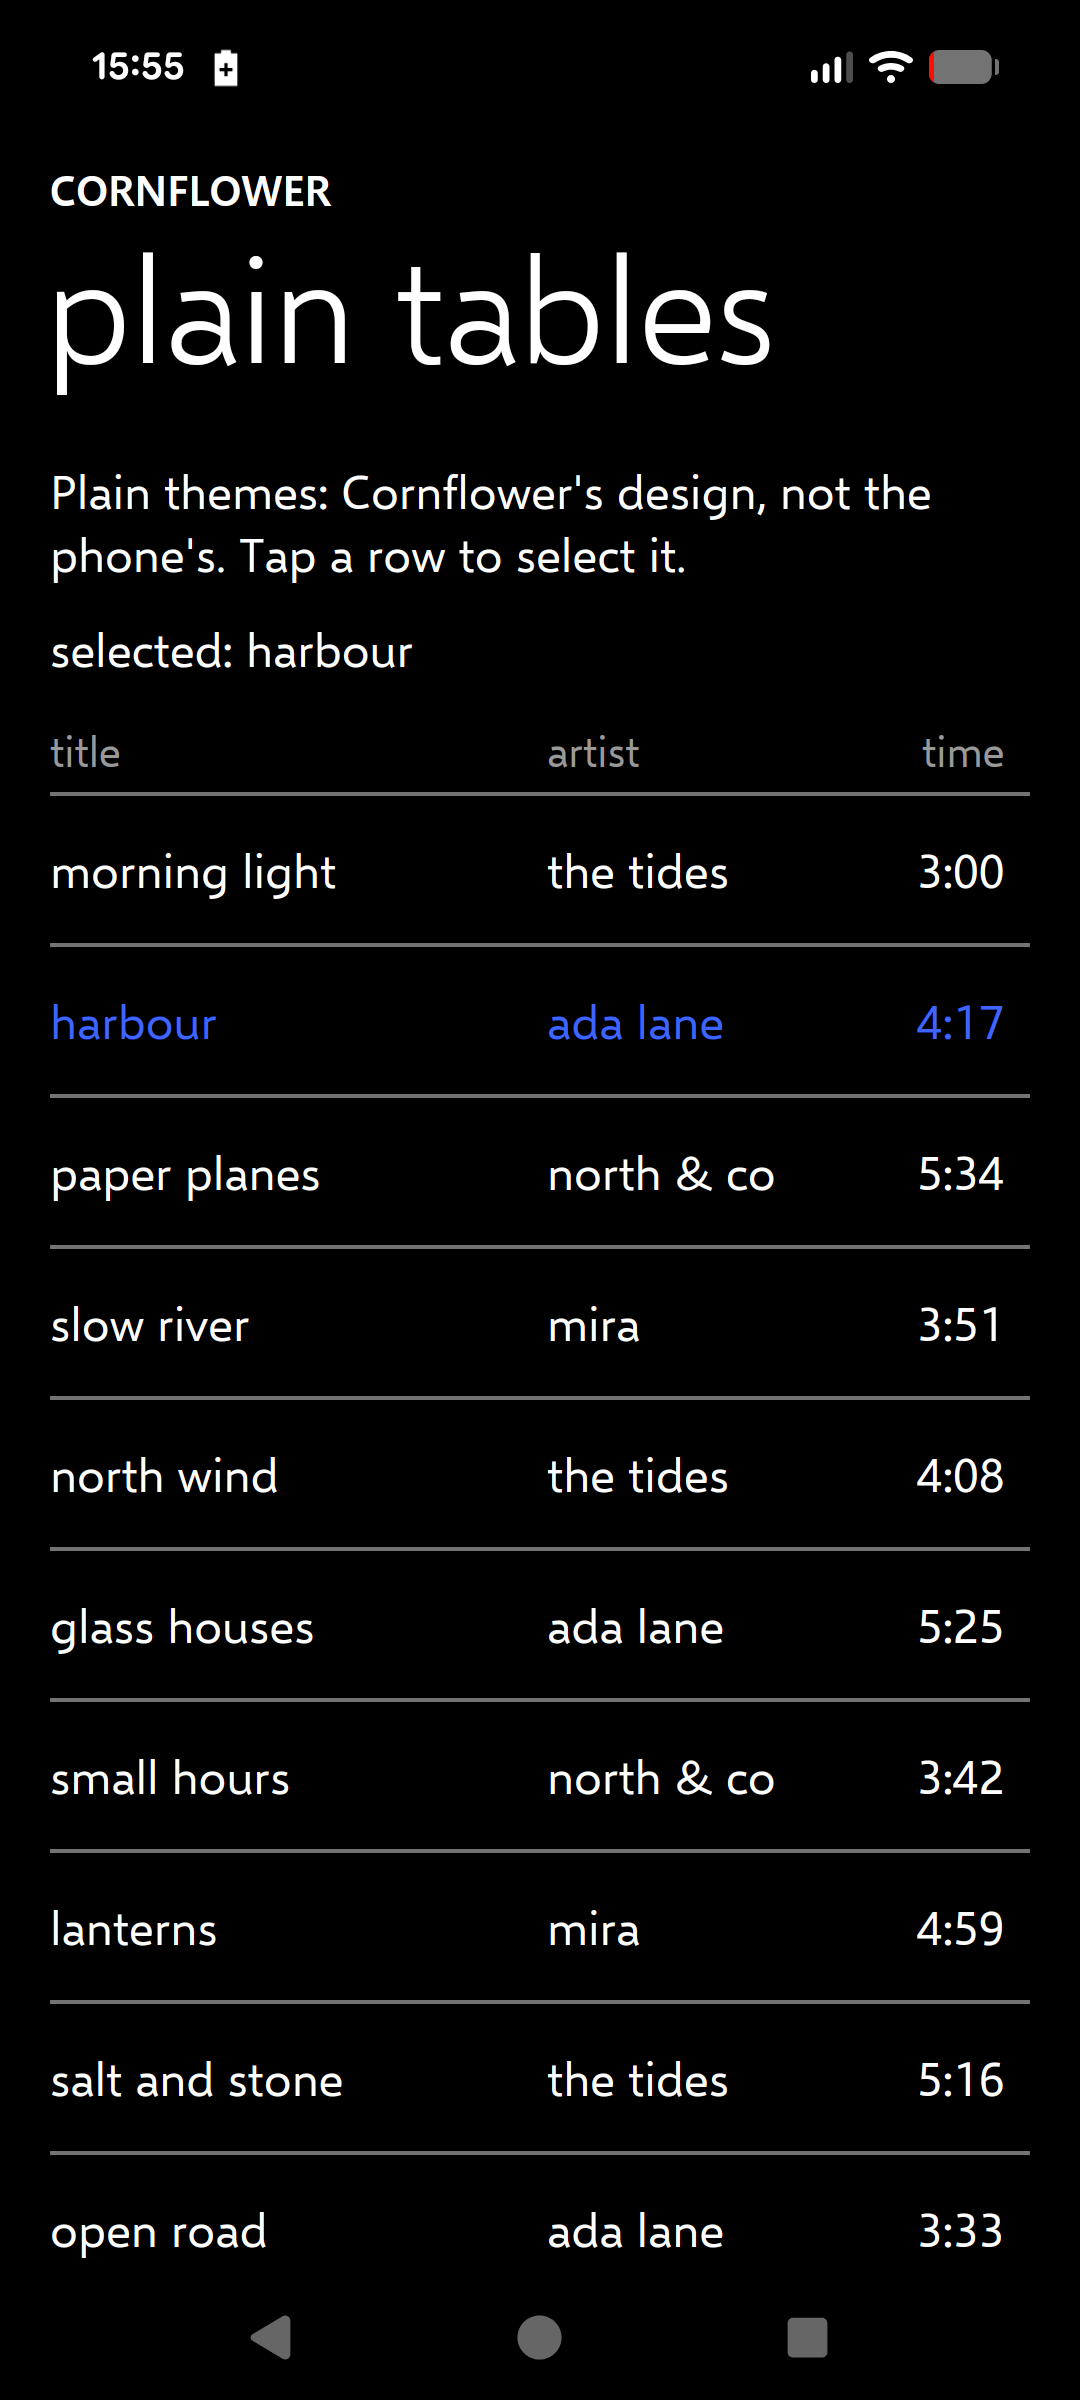 15:55
CORNFLOWER
plain tables
Plain themes: Cornflower's design, not the
phone's. Tap a row to select it.
selected: harbour
title artist time
morning light the tides 3:00
harbour ada lane 4:17
paper planes north & co 5:34
slow river mira 3:51
north wind the tides 4:08
glass houses ada lane 5:25
small hours north & co 3:42
lanterns mira 4:59
salt and stone the tides 5:16
open road ada lane 3:33